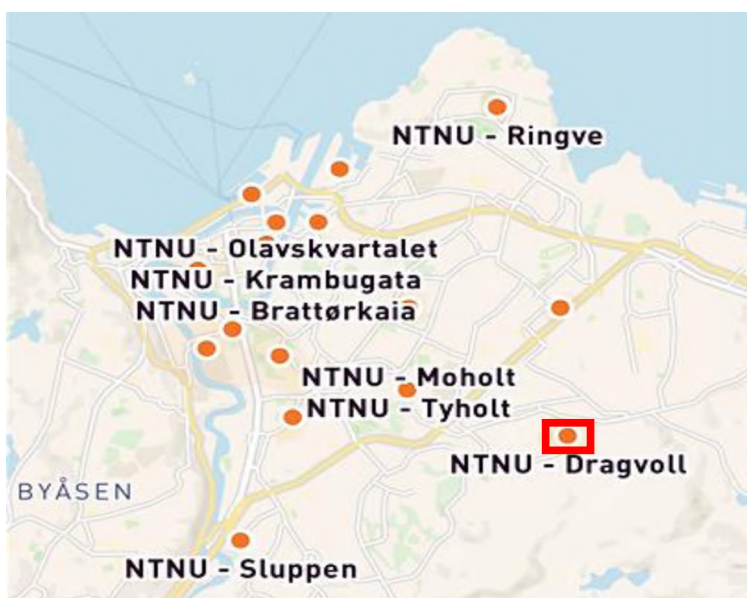 NTNU - Ringve
NTNU - Olavskvartalet
NTNU - Krambugata
NTNU - Brattørkaia
NTNU - Moholt
NTNU - Tyholt
NTNU - Dragvoll
BYÅSEN
NTNU - Sluppen